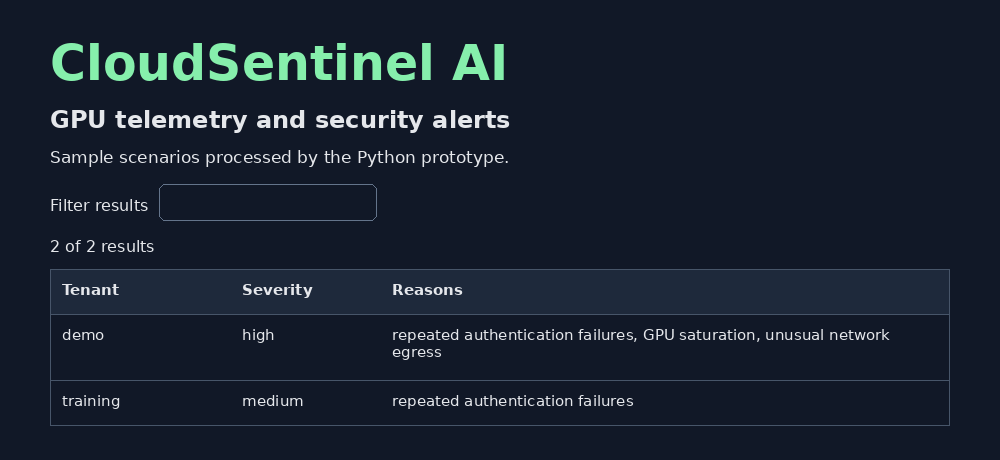 CloudSentinel AI
GPU telemetry and security alerts
Sample scenarios processed by the Python prototype.
Filter results
2 of 2 results
Tenant Severity Reasons
demo high repeated authentication failures, GPU saturation, unusual network
egress
training medium repeated authentication failures